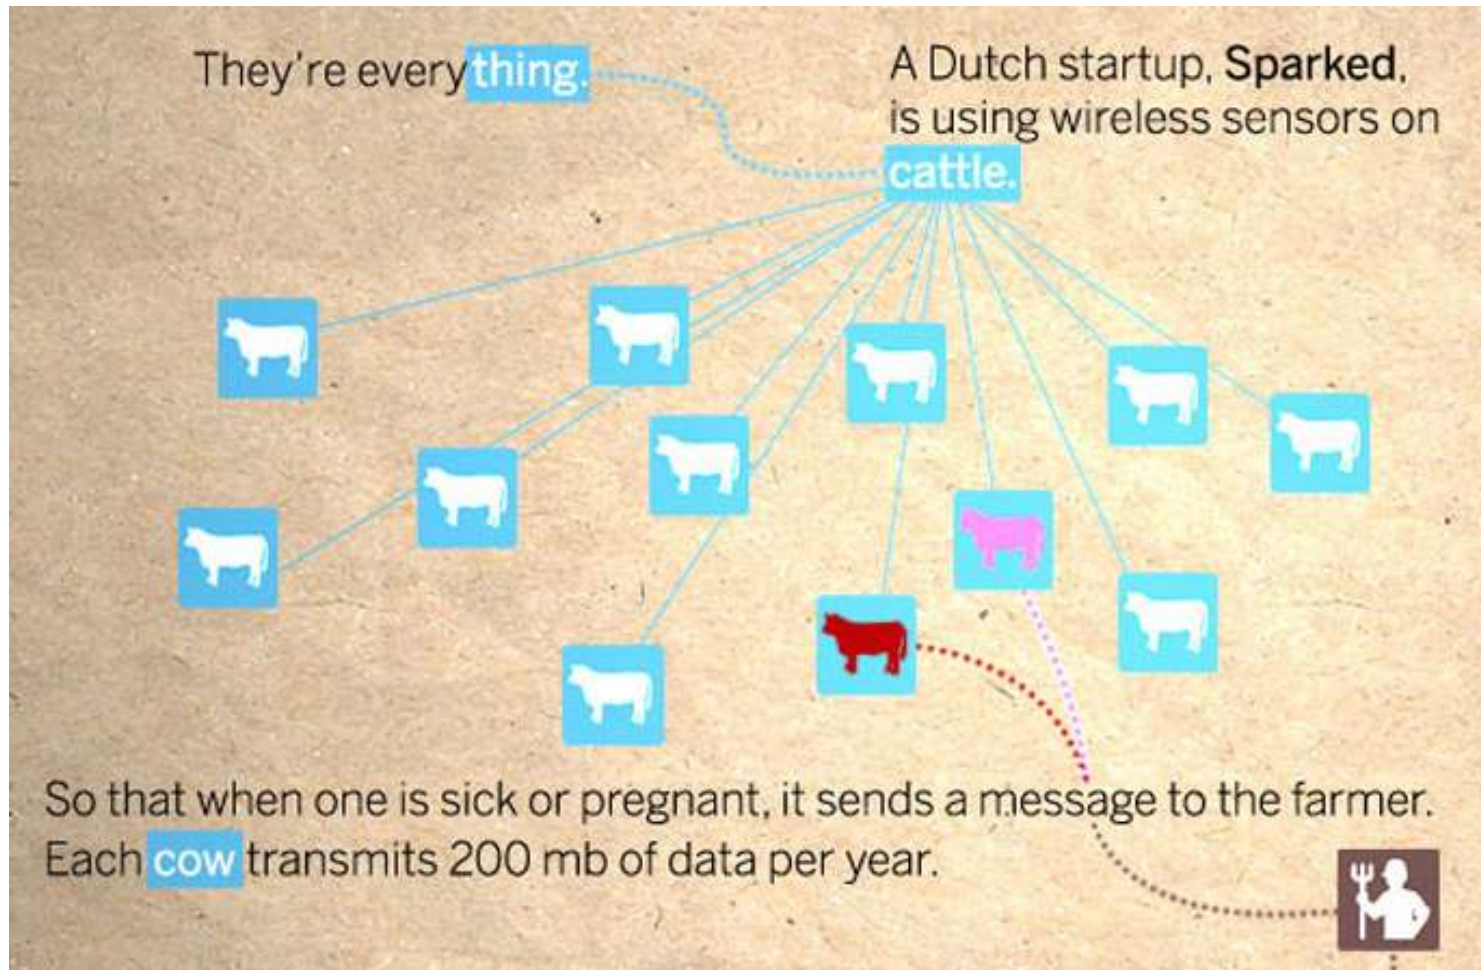 They're everything.
A Dutch startup, Sparked,
is using wireless sensors on
cattle.
So that when one is sick or pregnant, it sends a message to the farmer.
Each cow transmits 200 mb of data per year.